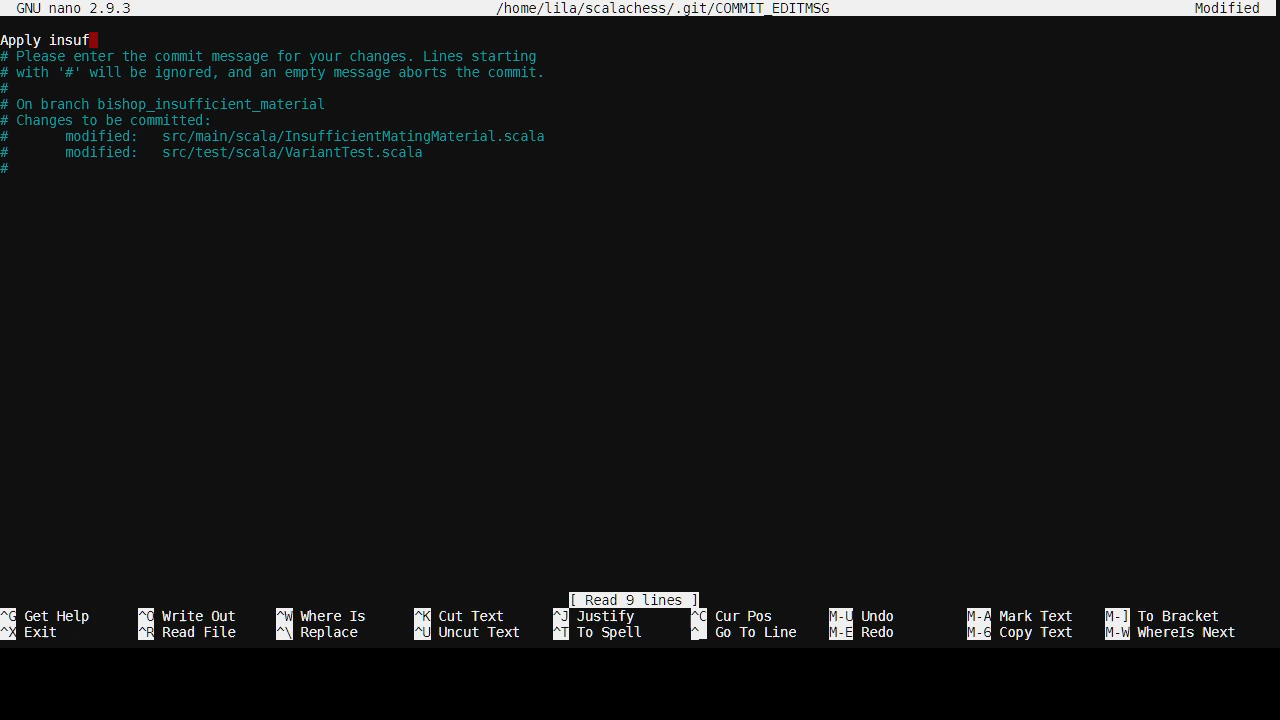 GNU nano 2.9.3 /home/lila/scalachess/.git/COMMIT_EDITMSG Modified
Apply insuf
# Please enter the commit message for your changes. Lines starting
# with '#' will be ignored, and an empty message aborts the commit.
#
# On branch bishop_insufficient_material
# Changes to be committed:
#       modified:   src/main/scala/InsufficientMatingMaterial.scala
#       modified:   src/test/scala/VariantTest.scala
#
[ Read 9 lines ]
^G Get Help ^O Write Out ^W Where Is ^K Cut Text ^J Justify ^C Cur Pos M-U Undo M-A Mark Text M-] To Bracket
^X Exit ^R Read File ^\ Replace ^U Uncut Text ^T To Spell ^_ Go To Line M-E Redo M-6 Copy Text M-W WhereIs Next